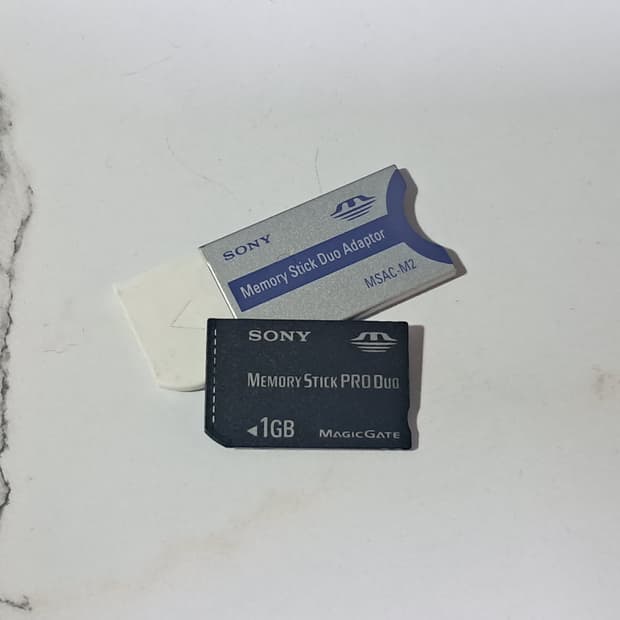 SONY
Memory Stick Duo Adaptor
MSAC-M2
SONY
MEMORY STICK PRO DUO
◄1GB
MAGICGATE